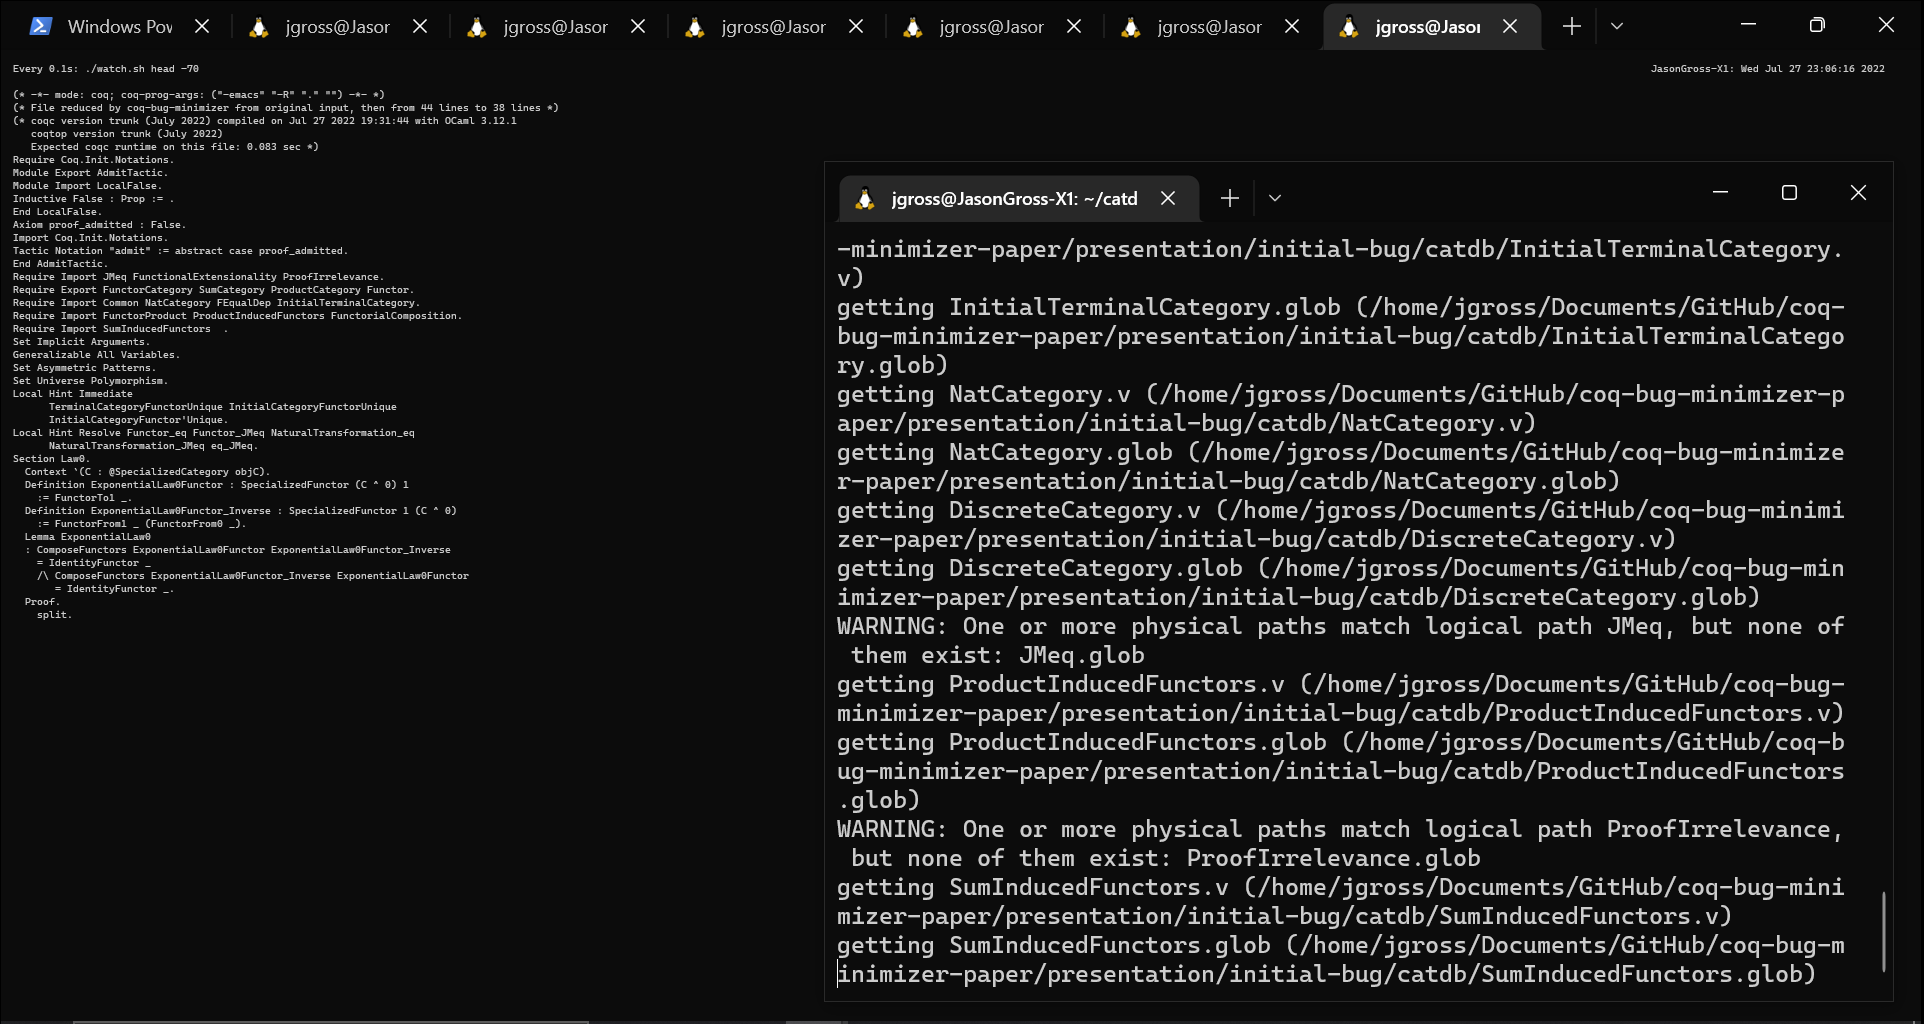 Windows Pov
jgross@Jasor
jgross@Jasor
jgross@Jasor
jgross@Jasor
jgross@Jasor
jgross@Jasor
Every 0.1s: ./watch.sh head -70
JasonGross-X1: Wed Jul 27 23:06:16 2022
(* -*- mode: coq; coq-prog-args: ("-emacs" "-R" "." "") -*- *)
(* File reduced by coq-bug-minimizer from original input, then from 44 lines to 38 lines *)
(* coqc version trunk (July 2022) compiled on Jul 27 2022 19:31:44 with OCaml 3.12.1
   coqtop version trunk (July 2022)
   Expected coqc runtime on this file: 0.083 sec *)
Require Coq.Init.Notations.
Module Export AdmitTactic.
Module Import LocalFalse.
Inductive False : Prop := .
End LocalFalse.
Axiom proof_admitted : False.
Import Coq.Init.Notations.
Tactic Notation "admit" := abstract case proof_admitted.
End AdmitTactic.
Require Import JMeq FunctionalExtensionality ProofIrrelevance.
Require Export FunctorCategory SumCategory ProductCategory Functor.
Require Import Common NatCategory FEqualDep InitialTerminalCategory.
Require Import FunctorProduct ProductInducedFunctors FunctorialComposition.
Require Import SumInducedFunctors  .
Set Implicit Arguments.
Generalizable All Variables.
Set Asymmetric Patterns.
Set Universe Polymorphism.
Local Hint Immediate
      TerminalCategoryFunctorUnique InitialCategoryFunctorUnique
      InitialCategoryFunctor'Unique.
Local Hint Resolve Functor_eq Functor_JMeq NaturalTransformation_eq
      NaturalTransformation_JMeq eq_JMeq.
Section Law0.
  Context `(C : @SpecializedCategory objC).
  Definition ExponentialLaw0Functor : SpecializedFunctor (C ^ 0) 1
    := FunctorTo1 _.
  Definition ExponentialLaw0Functor_Inverse : SpecializedFunctor 1 (C ^ 0)
    := FunctorFrom1 _ (FunctorFrom0 _).
  Lemma ExponentialLaw0
  : ComposeFunctors ExponentialLaw0Functor ExponentialLaw0Functor_Inverse
    = IdentityFunctor _
    /\ ComposeFunctors ExponentialLaw0Functor_Inverse ExponentialLaw0Functor
       = IdentityFunctor _.
  Proof.
    split.
jgross@JasonGross-X1: ~/catd
-minimizer-paper/presentation/initial-bug/catdb/InitialTerminalCategory.
v)
getting InitialTerminalCategory.glob (/home/jgross/Documents/GitHub/coq-
bug-minimizer-paper/presentation/initial-bug/catdb/InitialTerminalCatego
ry.glob)
getting NatCategory.v (/home/jgross/Documents/GitHub/coq-bug-minimizer-p
aper/presentation/initial-bug/catdb/NatCategory.v)
getting NatCategory.glob (/home/jgross/Documents/GitHub/coq-bug-minimize
r-paper/presentation/initial-bug/catdb/NatCategory.glob)
getting DiscreteCategory.v (/home/jgross/Documents/GitHub/coq-bug-minimi
zer-paper/presentation/initial-bug/catdb/DiscreteCategory.v)
getting DiscreteCategory.glob (/home/jgross/Documents/GitHub/coq-bug-min
imizer-paper/presentation/initial-bug/catdb/DiscreteCategory.glob)
WARNING: One or more physical paths match logical path JMeq, but none of
 them exist: JMeq.glob
getting ProductInducedFunctors.v (/home/jgross/Documents/GitHub/coq-bug-
minimizer-paper/presentation/initial-bug/catdb/ProductInducedFunctors.v)
getting ProductInducedFunctors.glob (/home/jgross/Documents/GitHub/coq-b
ug-minimizer-paper/presentation/initial-bug/catdb/ProductInducedFunctors
.glob)
WARNING: One or more physical paths match logical path ProofIrrelevance,
 but none of them exist: ProofIrrelevance.glob
getting SumInducedFunctors.v (/home/jgross/Documents/GitHub/coq-bug-mini
mizer-paper/presentation/initial-bug/catdb/SumInducedFunctors.v)
getting SumInducedFunctors.glob (/home/jgross/Documents/GitHub/coq-bug-m
inimizer-paper/presentation/initial-bug/catdb/SumInducedFunctors.glob)